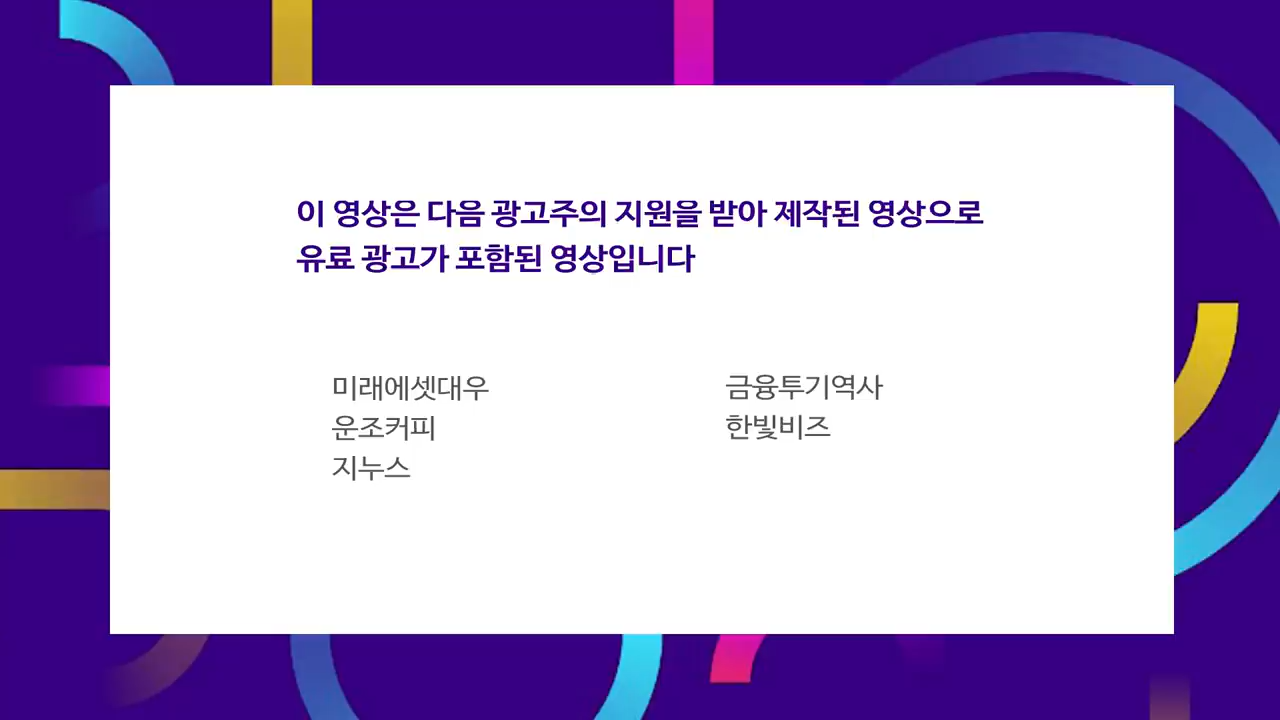 이 영상은 다음 광고주의 지원을 받아 제작된 영상으로
유료 광고가 포함된 영상입니다
미래에셋대우
운조커피
지누스
금융투기역사
한빛비즈